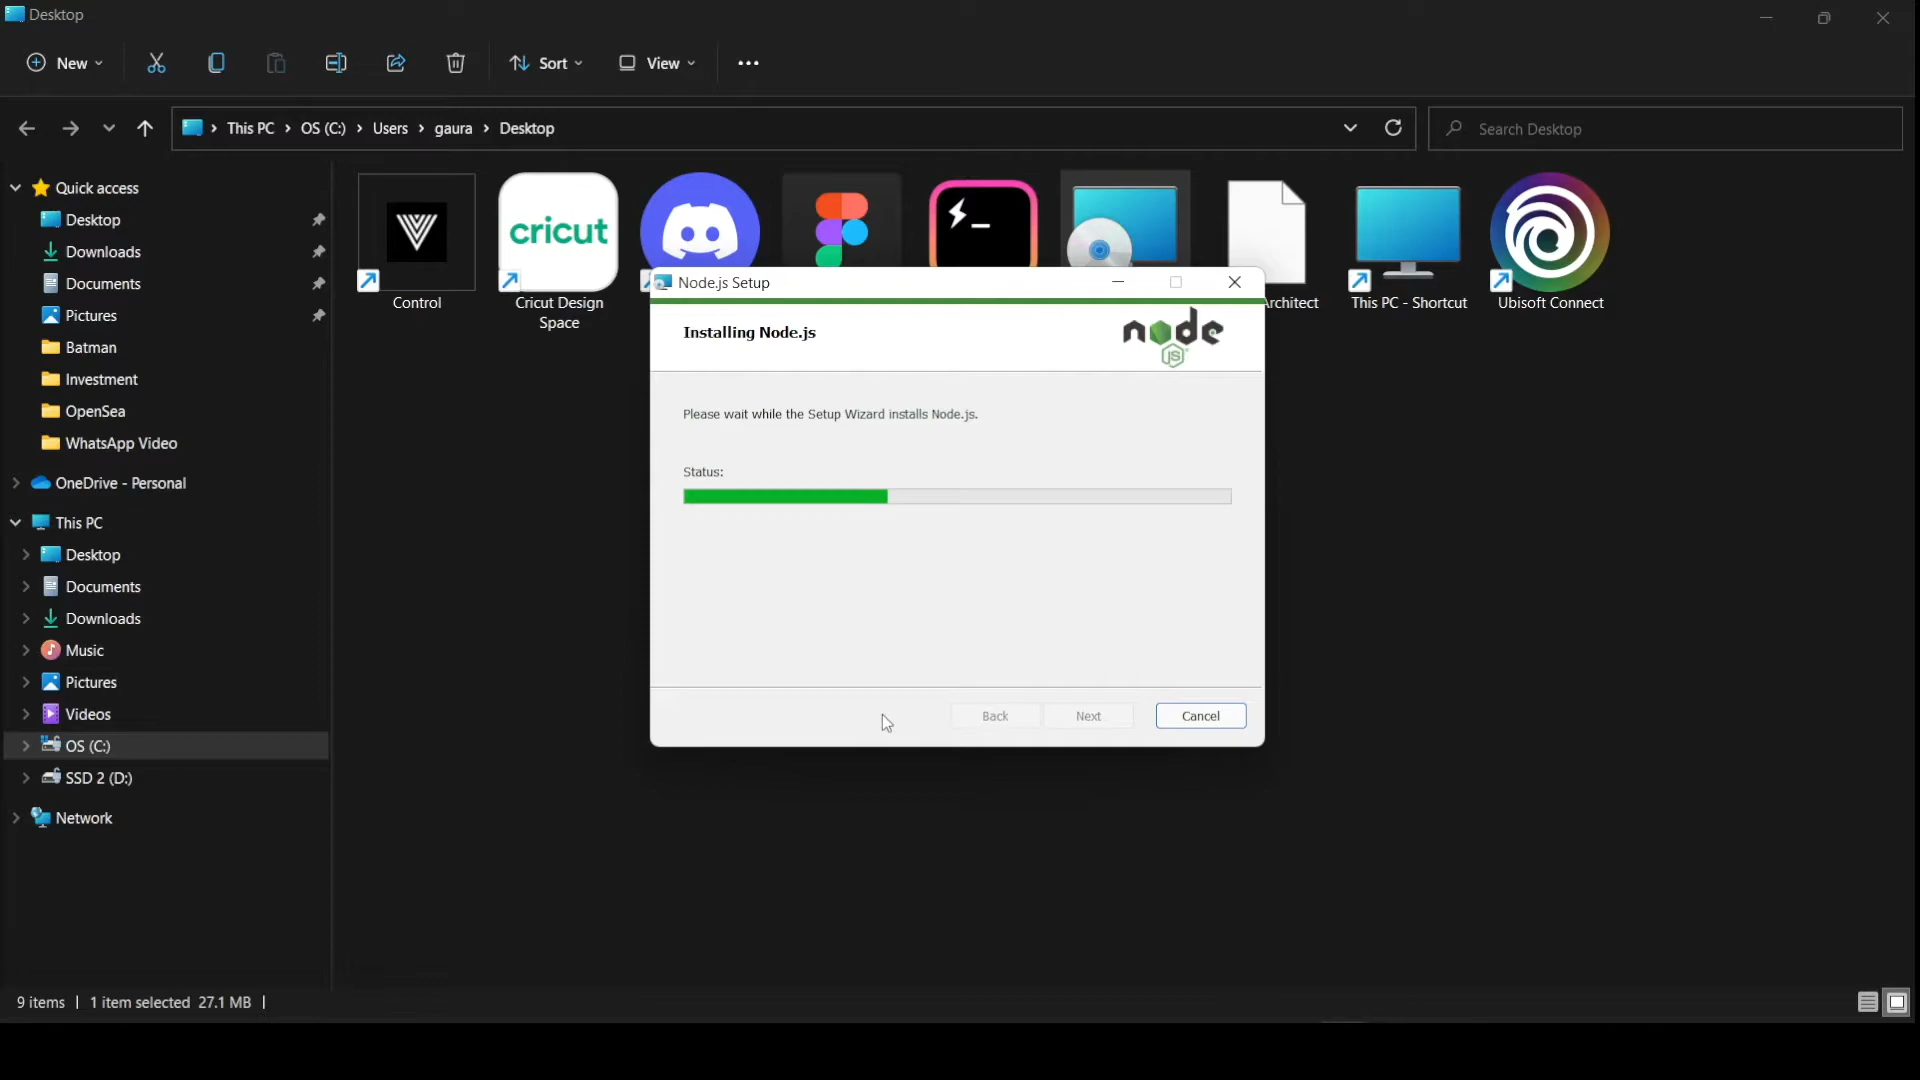 Desktop
New
Sort
View
This PC
OS (C:)
Users
gaura
Desktop
Search Desktop
Quick access
Desktop
Downloads
Documents
Pictures
Batman
Investment
OpenSea
WhatsApp Video
OneDrive - Personal
This PC
Desktop
Documents
Downloads
Music
Pictures
Videos
OS (C:)
SSD 2 (D:)
Network
cricut
Control
Cricut Design
Space
Architect
This PC - Shortcut
Ubisoft Connect
Node.js Setup
Installing Node.js
node
JS
Please wait while the Setup Wizard installs Node.js.
Status:
Back
Next
Cancel
9 items
1 item selected 27.1 MB